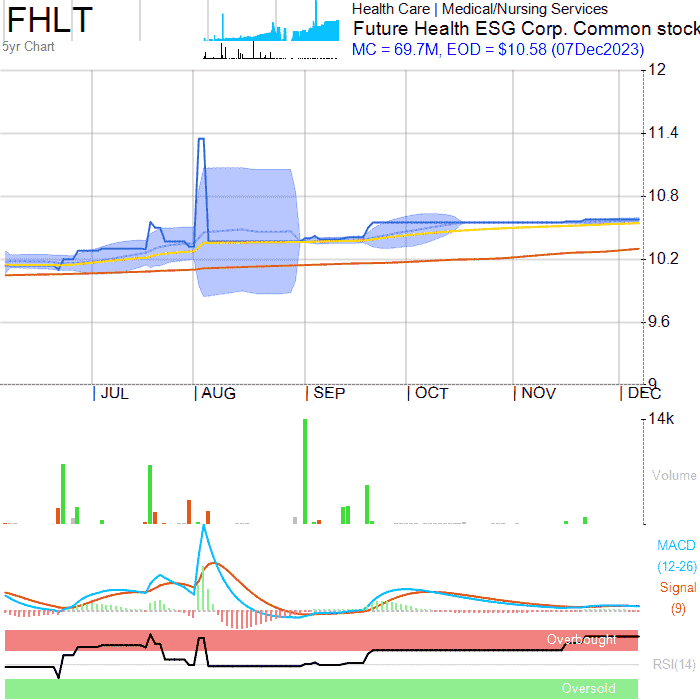 FHLT
5yr Chart
Health Care | Medical/Nursing Services
Future Health ESG Corp. Common stock
MC = 69.7M, EOD = $10.58 (07Dec2023)
12
11.4
10.8
10.2
9.6
9
JUL AUG SEP OCT NOV DEC
14k
Volume
MACD
(12-26)
Signal
(9)
Overbought
RSI(14)
Oversold